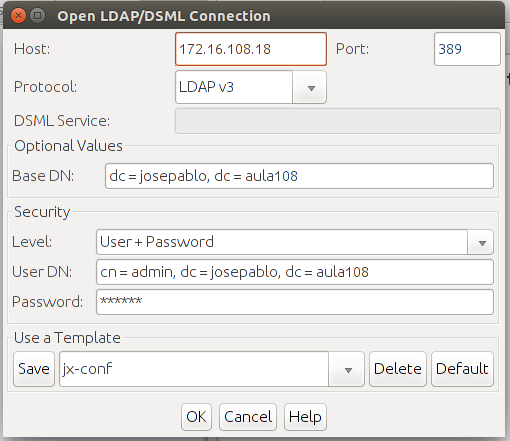 Open LDAP/DSML Connection
Host: 172.16.108.18 Port: 389
Protocol: LDAP v3
DSML Service:
Optional Values
Base DN: dc = josepablo, dc = aula108
Security
Level: User + Password
User DN: cn = admin, dc = josepablo, dc = aula108
Password: ******
Use a Template
Save jx-conf Delete Default
OK Cancel Help